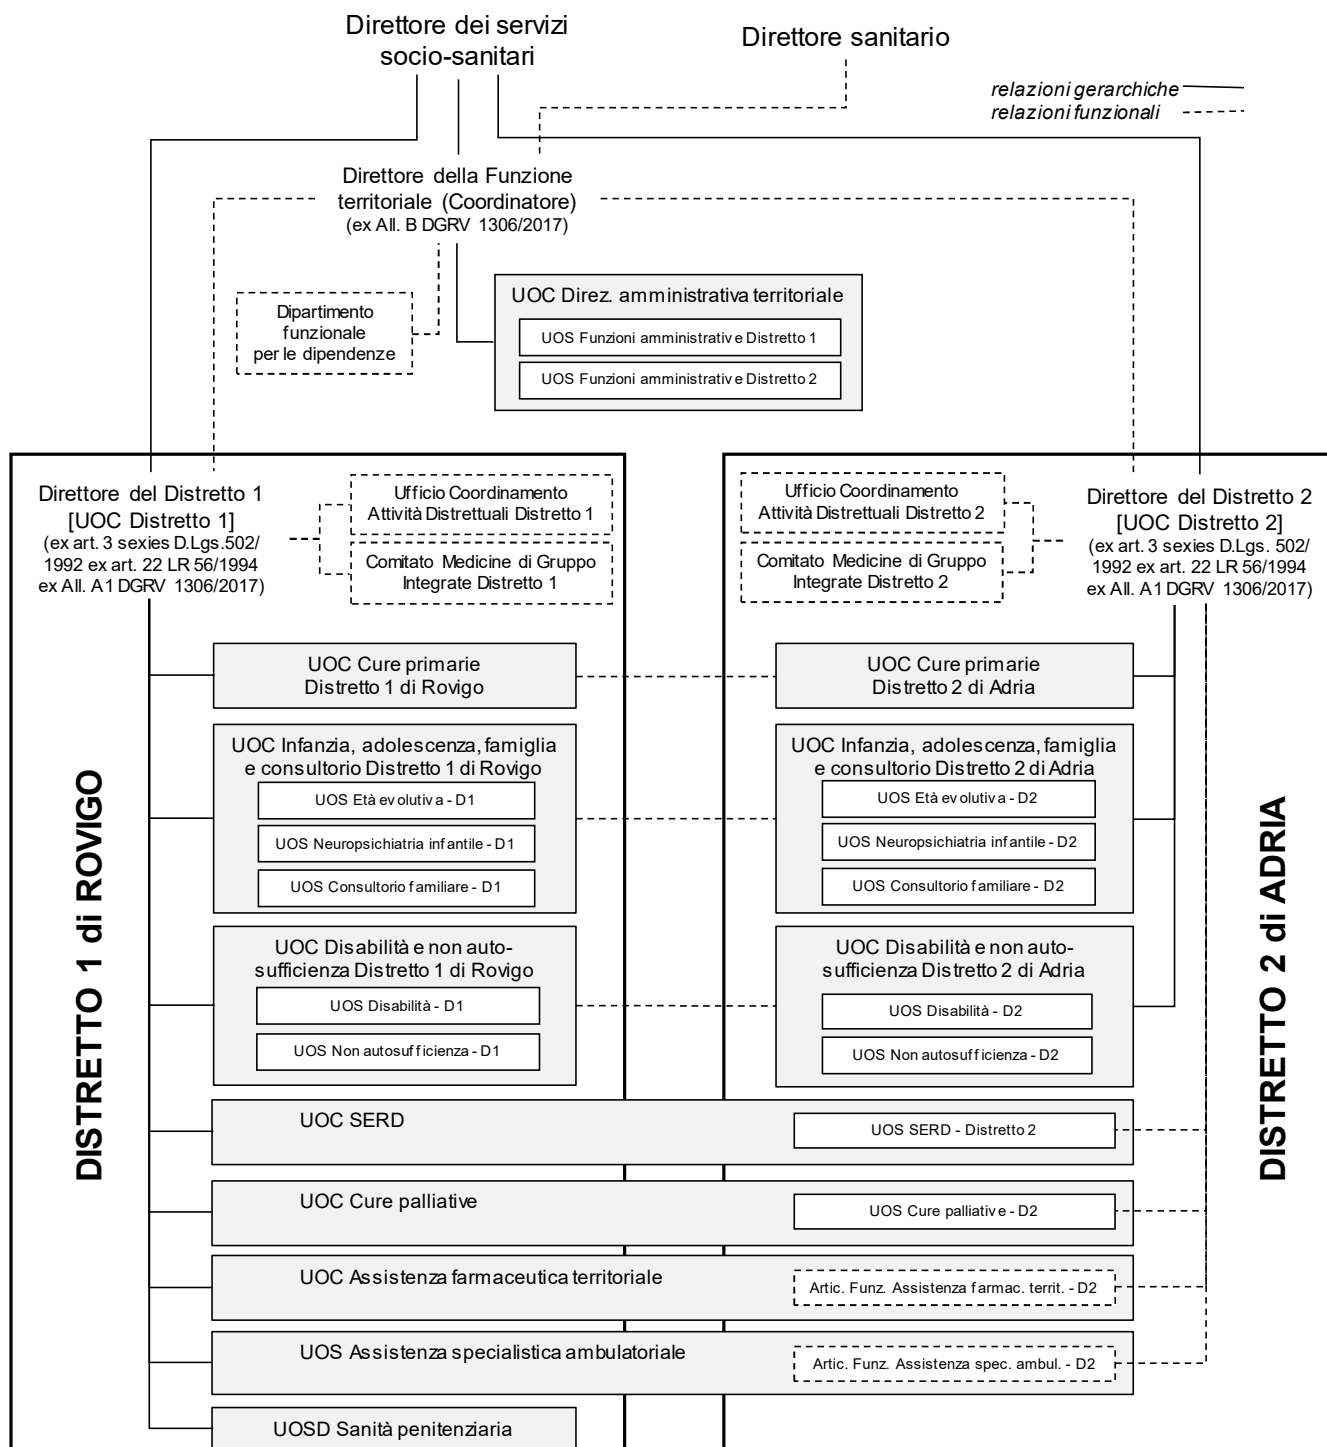 Direttore dei servizi
socio-sanitari
Direttore sanitario
relazioni gerarchiche
relazioni funzionali
Direttore della Funzione
territoriale (Coordinatore)
(ex All. B DGRV 1306/2017)
Dipartimento
funzionale
per le dipendenze
UOC Direz. amministrativa territoriale
UOS Funzioni amministrative Distretto 1
UOS Funzioni amministrative Distretto 2
DISTRETTO 1 di ROVIGO
Direttore del Distretto 1
[UOC Distretto 1]
(ex art. 3 sexies D.Lgs.502/
1992 ex art. 22 LR 56/1994
ex All. A1 DGRV 1306/2017)
Ufficio Coordinamento
Attività Distrettuali Distretto 1
Comitato Medicine di Gruppo
Integrate Distretto 1
Ufficio Coordinamento
Attività Distrettuali Distretto 2
Comitato Medicine di Gruppo
Integrate Distretto 2
Direttore del Distretto 2
[UOC Distretto 2]
(ex art. 3 sexies D.Lgs. 502/
1992 ex art. 22 LR 56/1994
ex All. A1 DGRV 1306/2017)
DISTRETTO 2 di ADRIA
UOC Cure primarie
Distretto 1 di Rovigo
UOC Cure primarie
Distretto 2 di Adria
UOC Infanzia, adolescenza, famiglia
e consultorio Distretto 1 di Rovigo
UOS Età evolutiva - D1
UOS Neuropsichiatria infantile - D1
UOS Consultorio familiare - D1
UOC Infanzia, adolescenza, famiglia
e consultorio Distretto 2 di Adria
UOS Età evolutiva - D2
UOS Neuropsichiatria infantile - D2
UOS Consultorio familiare - D2
UOC Disabilità e non auto-
sufficienza Distretto 1 di Rovigo
UOS Disabilità - D1
UOS Non autosufficienza - D1
UOC Disabilità e non auto-
sufficienza Distretto 2 di Adria
UOS Disabilità - D2
UOS Non autosufficienza - D2
UOC SERD
UOS SERD - Distretto 2
UOC Cure palliative
UOS Cure palliative - D2
UOC Assistenza farmaceutica territoriale
Artic. Funz. Assistenza farmac. territ. - D2
UOS Assistenza specialistica ambulatoriale
Artic. Funz. Assistenza spec. ambul. - D2
UOSD Sanità penitenziaria